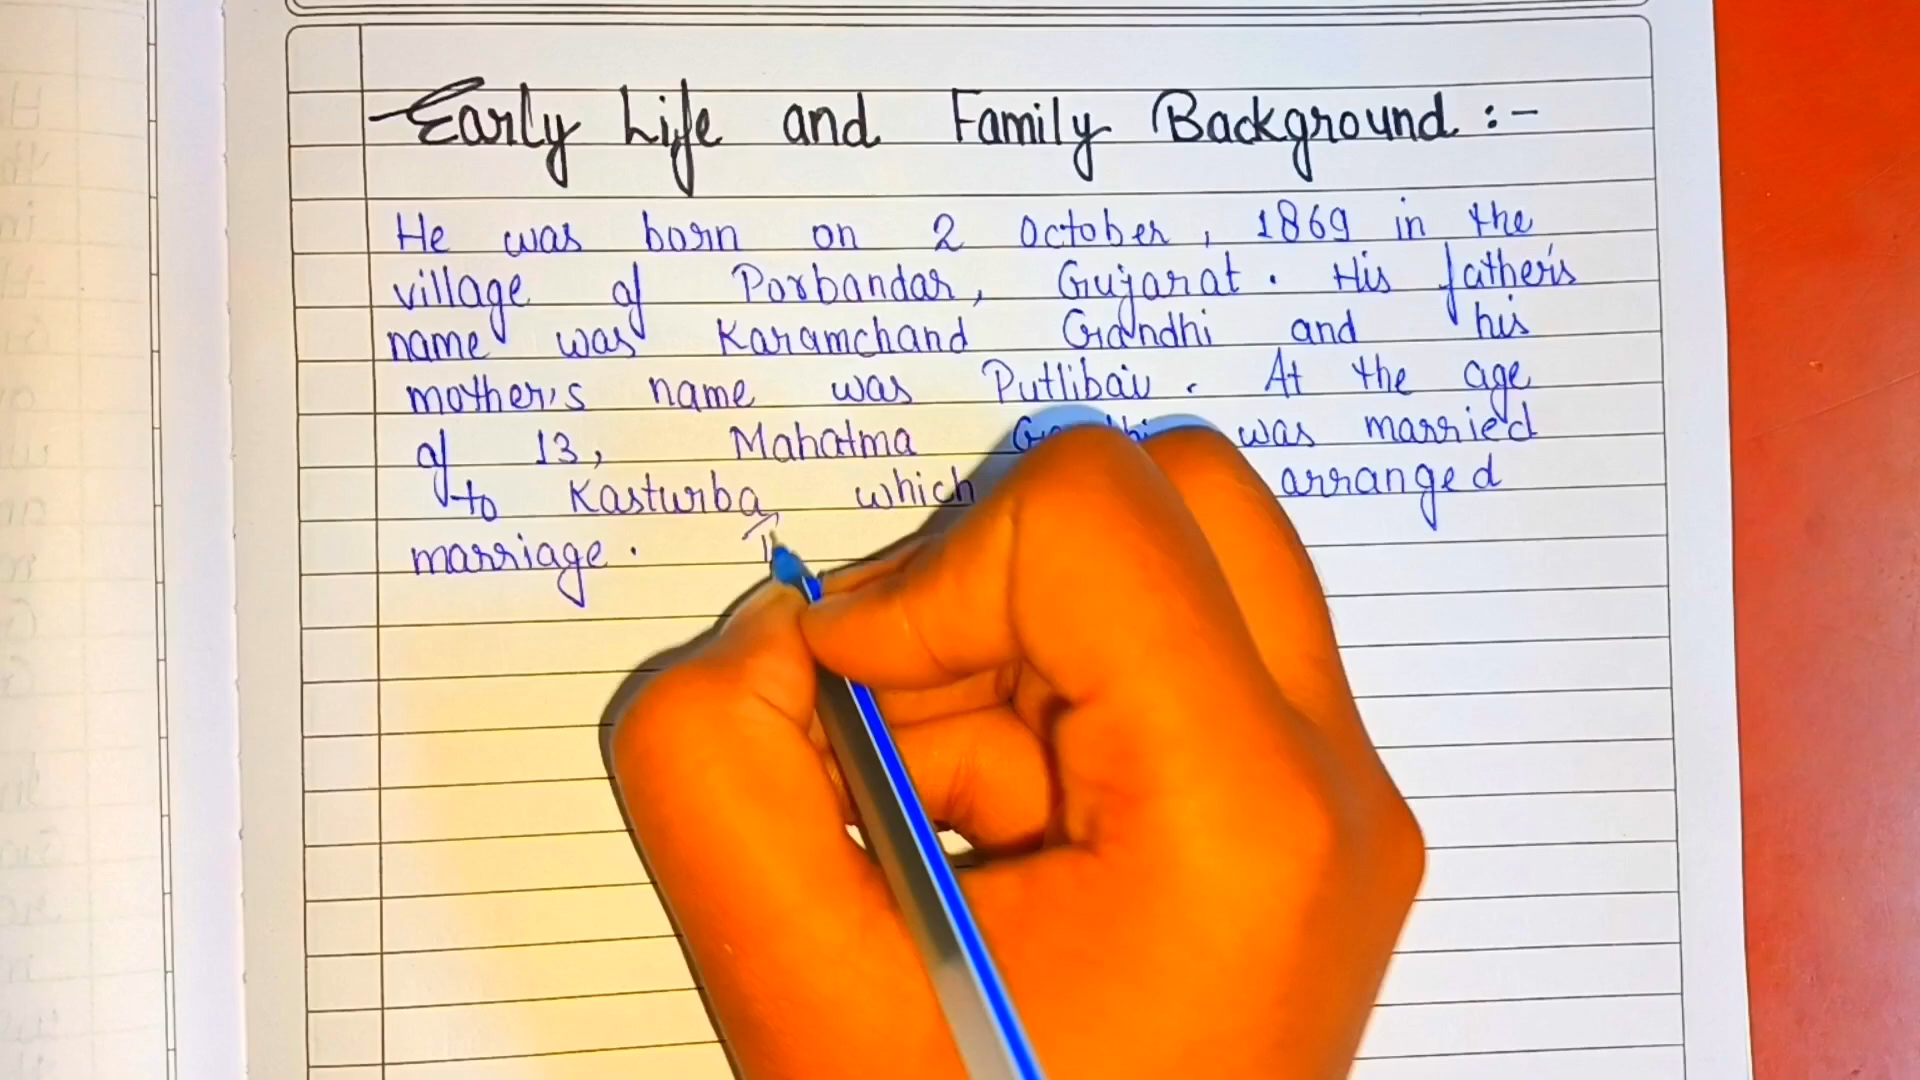 Early Life and Family Background :-
He was born on 2 October, 1869 in the
village of Porbandar, Gujarat. His father's
name was Karamchand Gandhi and his
mother's name was Putlibai. At the age
of 13, Mahatma Gandhi was married
to Kasturba which arranged
marriage.